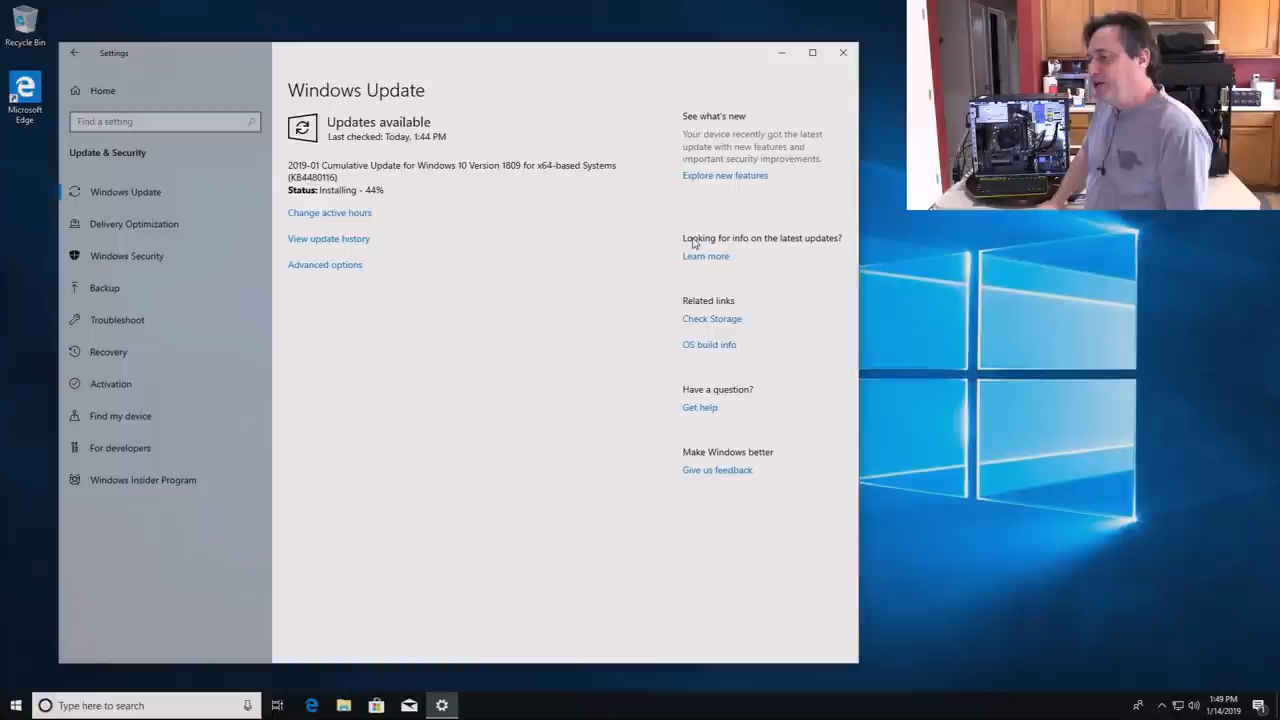 Recycle Bin
Microsoft
Edge
Settings
Home
Find a setting
Update & Security
Windows Update
Delivery Optimization
Windows Security
Backup
Troubleshoot
Recovery
Activation
Find my device
For developers
Windows Insider Program
Windows Update
Updates available
Last checked: Today, 1:44 PM
2019-01 Cumulative Update for Windows 10 Version 1809 for x64-based Systems
(KB4480116)
Status: Installing - 44%
Change active hours
View update history
Advanced options
See what's new
Your device recently got the latest
update with new features and
important security improvements.
Explore new features
Looking for info on the latest updates?
Learn more
Related links
Check Storage
OS build info
Have a question?
Get help
Make Windows better
Give us feedback
Type here to search
1:49 PM
1/14/2019